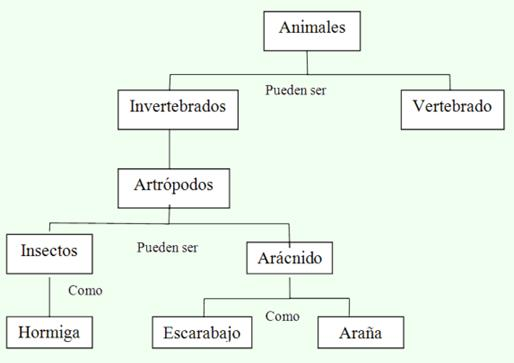 Animales
Pueden ser
Invertebrados
Vertebrado
Artrópodos
Insectos
Pueden ser
Arácnido
Como
Hormiga
Escarabajo
Como
Araña